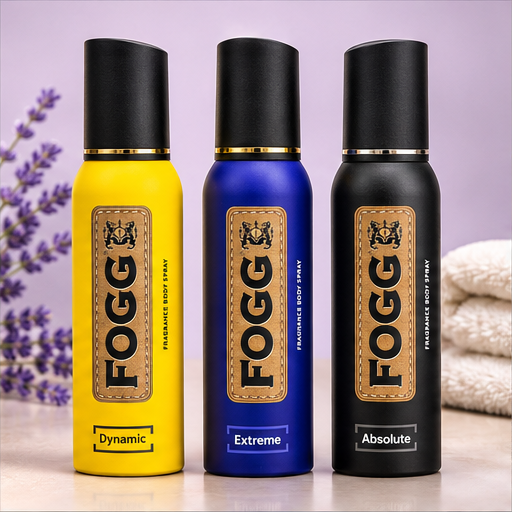 FOGG
FRAGRANCE BODY SPRAY
Dynamic
FOGG
FRAGRANCE BODY SPRAY
Extreme
FOGG
FRAGRANCE BODY SPRAY
Absolute